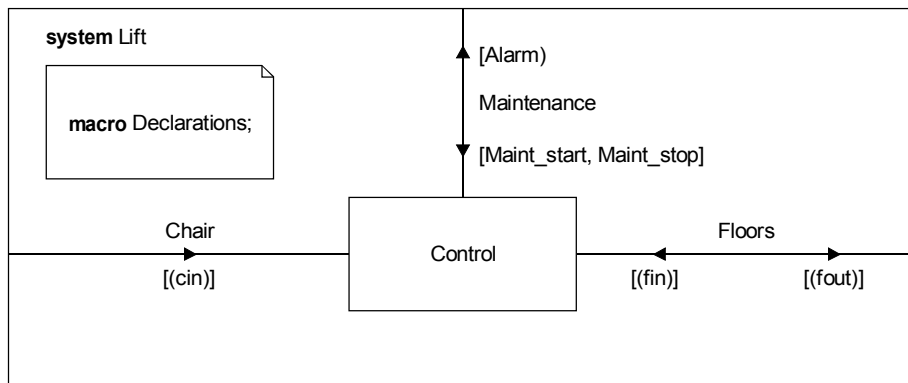 system Lift
[Alarm)
Maintenance
macro Declarations;
[Maint_start, Maint_stop]
Chair
Control
Floors
[(cin)]
[(fin)]
[(fout)]